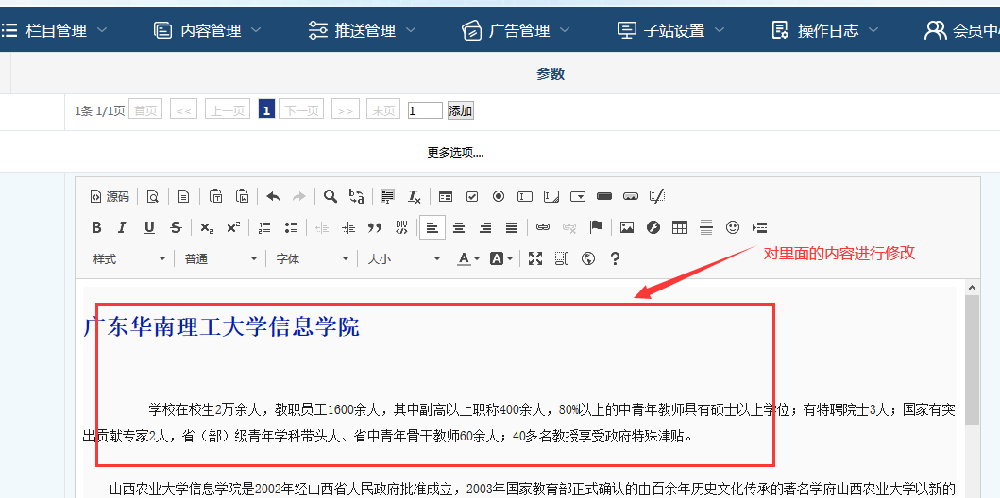 栏目管理 内容管理 推送管理 广告管理 子站设置 操作日志 会员中
参数
1条 1/1页 首页 << 上一页 1 下一页 >> 末页 1 添加
更多选项....
源码
B I U S x₂ x² DIV
样式 普通 字体 大小 A A ?
对里面的内容进行修改
广东华南理工大学信息学院
学校在校生2万余人，教职员工1600余人，其中副高以上职称400余人，80%以上的中青年教师具有硕士以上学位；有特聘院士3人；国家有突
出贡献专家2人，省（部）级青年学科带头人、省中青年骨干教师60余人；40多名教授享受政府特殊津贴。
山西农业大学信息学院是2002年经山西省人民政府批准成立，2003年国家教育部正式确认的由百余年历史文化传承的著名学府山西农业大学以新的